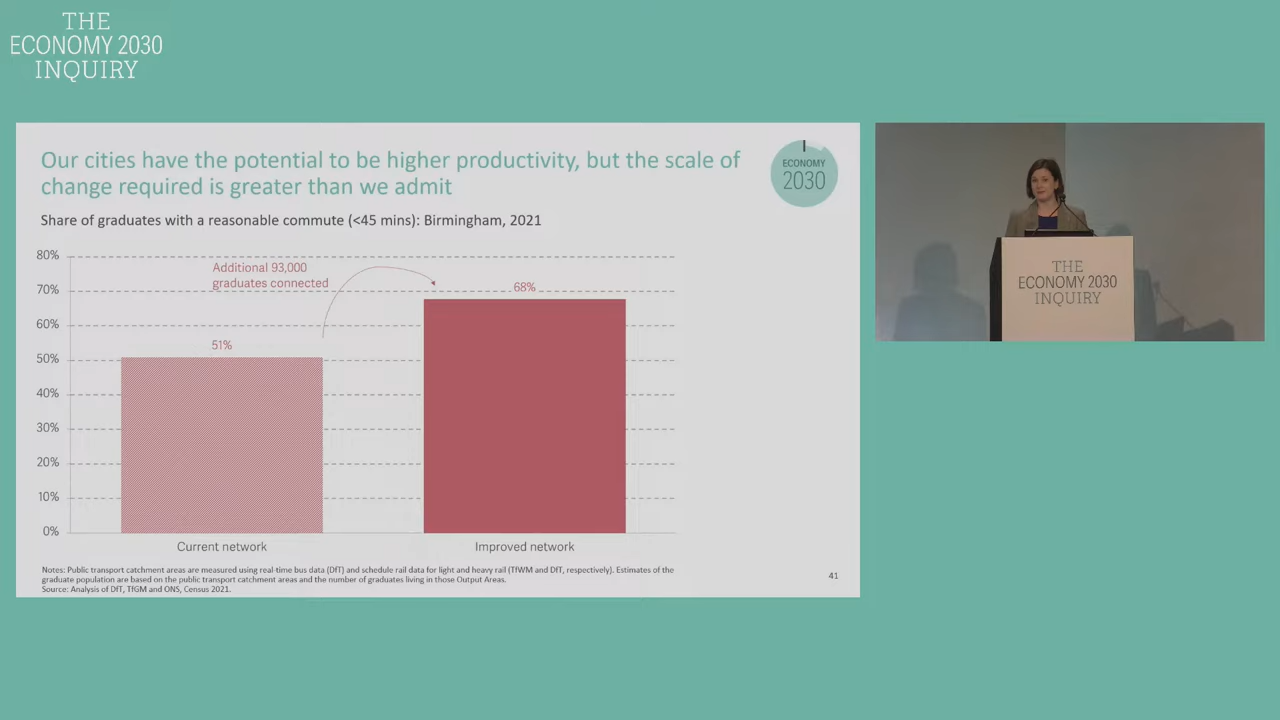 THE
ECONOMY 2030
INQUIRY
Our cities have the potential to be higher productivity, but the scale of
change required is greater than we admit
ECONOMY
2030
Share of graduates with a reasonable commute (<45 mins): Birmingham, 2021
80%
70%
60%
50%
40%
30%
20%
10%
0%
Additional 93,000
graduates connected
51%
68%
Current network
Improved network
Notes: Public transport catchment areas are measured using real-time bus data (DfT) and schedule rail data for light and heavy rail (TfWM and DfT, respectively). Estimates of the
graduate population are based on the public transport catchment areas and the number of graduates living in those Output Areas.
Source: Analysis of DfT, TfGM and ONS, Census 2021.
41
THE
ECONOMY 2030
INQUIRY